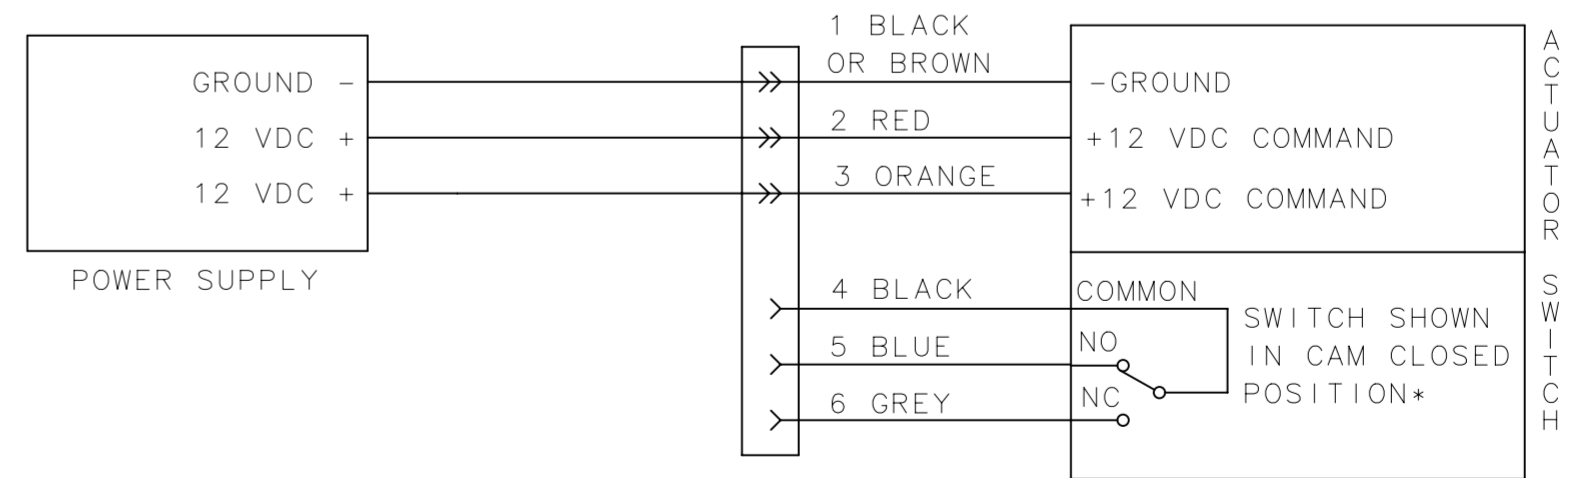 GROUND -
12 VDC +
12 VDC +
POWER SUPPLY
1 BLACK
OR BROWN
2 RED
3 ORANGE
4 BLACK
5 BLUE
6 GREY
-GROUND
+12 VDC COMMAND
+12 VDC COMMAND
COMMON
NO
NC
SWITCH SHOWN
IN CAM CLOSED
POSITION*
ACTUATOR
SWITCH